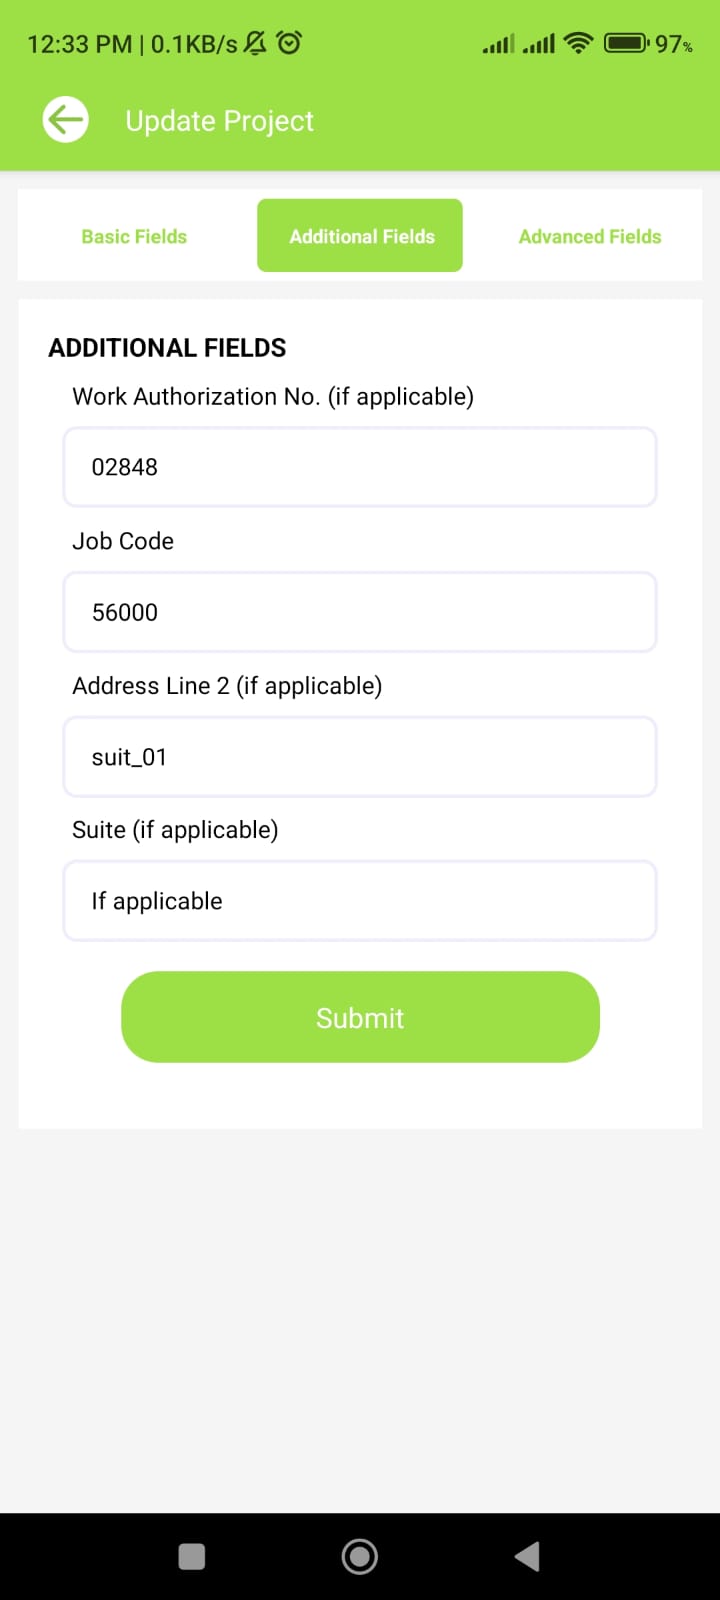 12:33 PM | 0.1KB/s 97%
Update Project
Basic Fields Additional Fields Advanced Fields
ADDITIONAL FIELDS
Work Authorization No. (if applicable)
02848
Job Code
56000
Address Line 2 (if applicable)
suit_01
Suite (if applicable)
If applicable
Submit